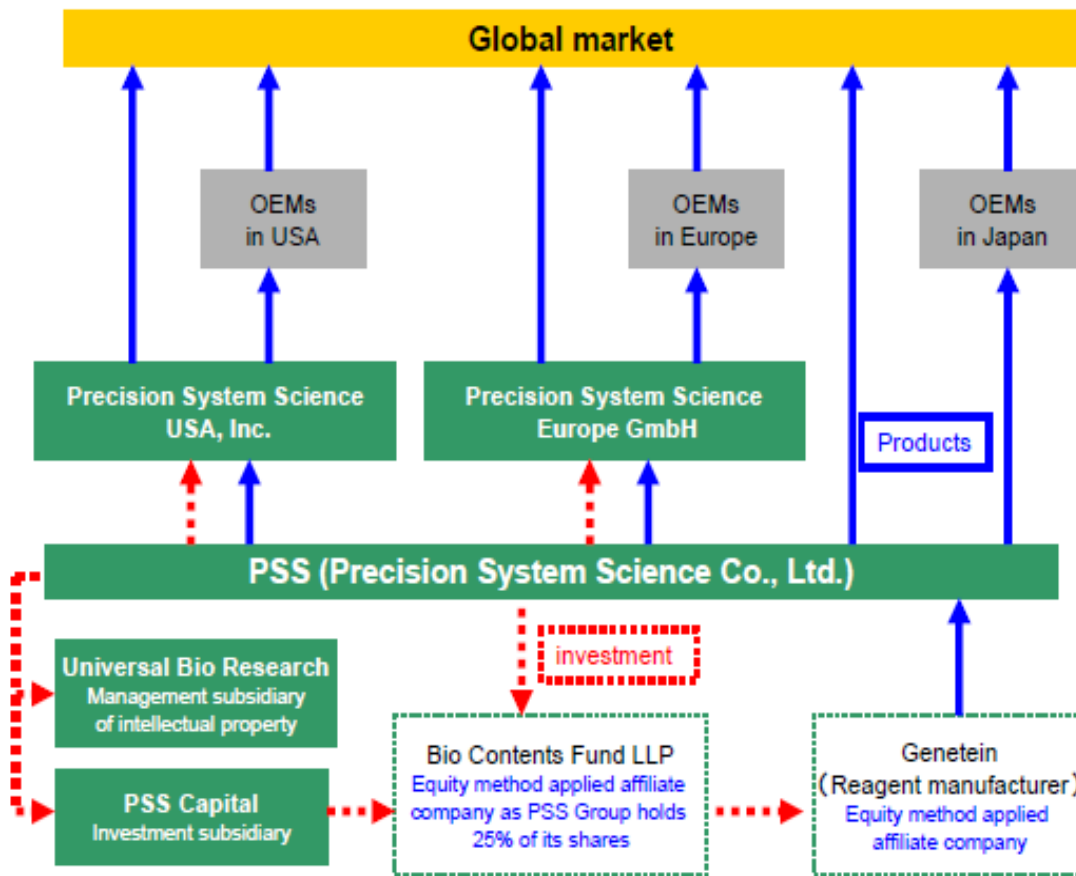 Global market
OEMs
in USA
OEMs
in Europe
OEMs
in Japan
Precision System Science
USA, Inc.
Precision System Science
Europe GmbH
Products
PSS (Precision System Science Co., Ltd.)
investment
Universal Bio Research
Management subsidiary
of intellectual property
PSS Capital
Investment subsidiary
Bio Contents Fund LLP
Equity method applied affiliate
company as PSS Group holds
25% of its shares
Genetein
(Reagent manufacturer)
Equity method applied
affiliate company